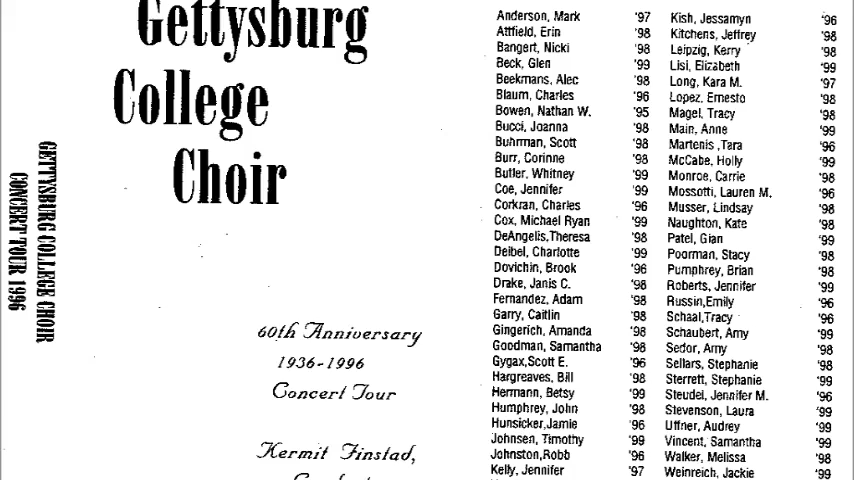 Gettysburg
College
Choir
GETTYSBURG COLLEGE CHOIR
CONCERT TOUR 1996
60th Anniversary
1936-1996
Concert Tour
Kermit Finstad,
Anderson, Mark '97
Attfield, Erin '98
Bangert, Nicki '98
Beck, Glen '99
Beekmans, Alec '98
Blaum, Charles '96
Bowen, Nathan W. '95
Bucci, Joanna '98
Buhrman, Scott '98
Burr, Corinne '98
Butler, Whitney '99
Coe, Jennifer '99
Corkran, Charles '96
Cox, Michael Ryan '99
DeAngelis,Theresa '98
Deibel, Charlotte '99
Dovichin, Brook '96
Drake, Janis C. '98
Fernandez, Adam '98
Garry, Caitlin '98
Gingerich, Amanda '98
Goodman, Samantha '98
Gygax,Scott E. '96
Hargreaves, Bill '98
Hermann, Betsy '99
Humphrey, John '98
Hunsicker,Jamie '96
Johnsen, Timothy '99
Johnston,Robb '96
Kelly, Jennifer '97
Kish, Jessamyn '96
Kitchens, Jeffrey '98
Leipzig, Kerry '98
Lisi, Elizabeth '99
Long, Kara M. '97
Lopez, Ernesto '98
Magel, Tracy '98
Main, Anne '99
Martenis ,Tara '96
McCabe, Holly '99
Monroe, Carrie '98
Mossotti, Lauren M. '96
Musser, Lindsay '98
Naughton, Kate '98
Patel, Gian '99
Poorman, Stacy '98
Pumphrey, Brian '98
Roberts, Jennifer '99
Russin,Emily '96
Schaal,Tracy '96
Schaubert, Amy '99
Sedor, Amy '98
Sellars, Stephanie '98
Sterrett, Stephanie '99
Steudel, Jennifer M. '96
Stevenson, Laura '99
Uffner, Audrey '99
Vincent, Samantha '99
Walker, Melissa '98
Weinreich, Jackie '99